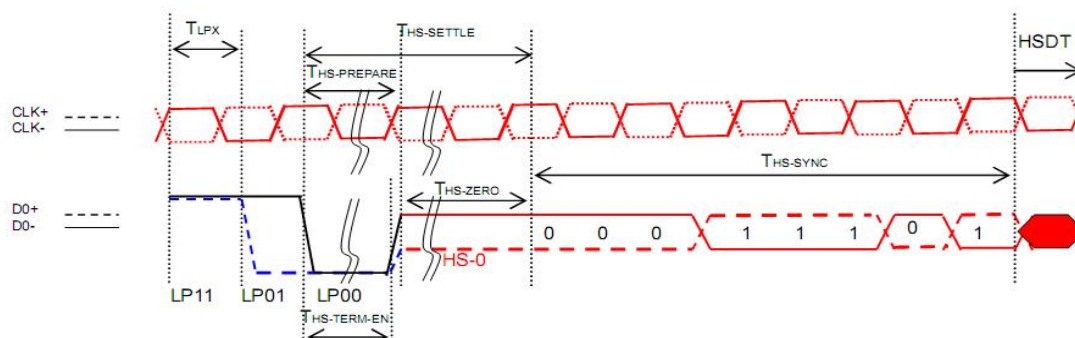 TLPX
THS-SETTLE
HSDT
THS-PREPARE
CLK+
CLK-
THS-SYNC
THS-ZERO
D0+
D0-
0 0 0 1 1 1 0 1
HS-0
LP11 LP01 LP00
THS-TERM-EN